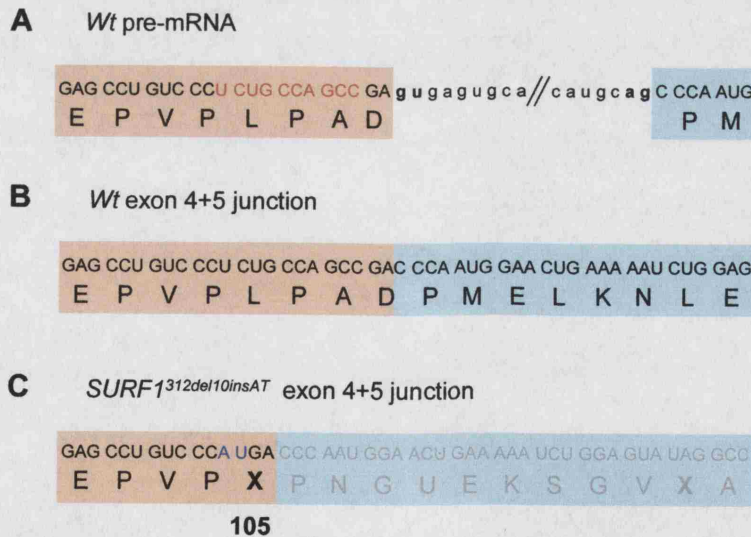 A Wt pre-mRNA
GAG CCU GUC CCU CUG CCA GCC GA gugagugca//caugcagC CCA AUG
E P V P L P A D P M
B Wt exon 4+5 junction
GAG CCU GUC CCU CUG CCA GCC GAC CCA AUG GAA CUG AAA AAU CUG GAG
E P V P L P A D P M E L K N L E
C SURF1312del10insAT exon 4+5 junction
GAG CCU GUC CCA UGA CCC AAU GGA ACU GAA AAA UCU GGA GUA UAG GCC
E P V P X P N G U E K S G V X A
105